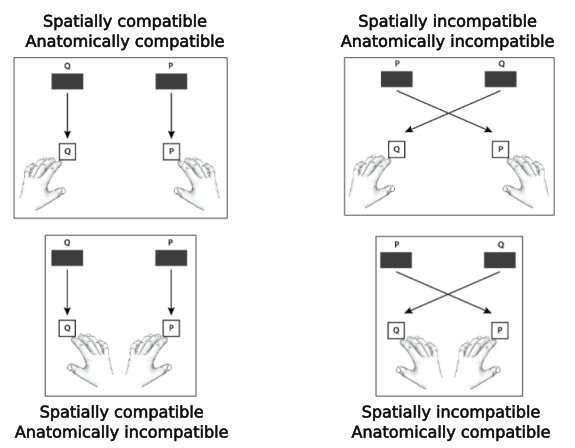 Spatially compatible
Anatomically compatible
Q P
Q P
Spatially incompatible
Anatomically incompatible
P Q
Q P
Q P
Q P
Spatially compatible
Anatomically incompatible
P Q
Q P
Spatially incompatible
Anatomically compatible